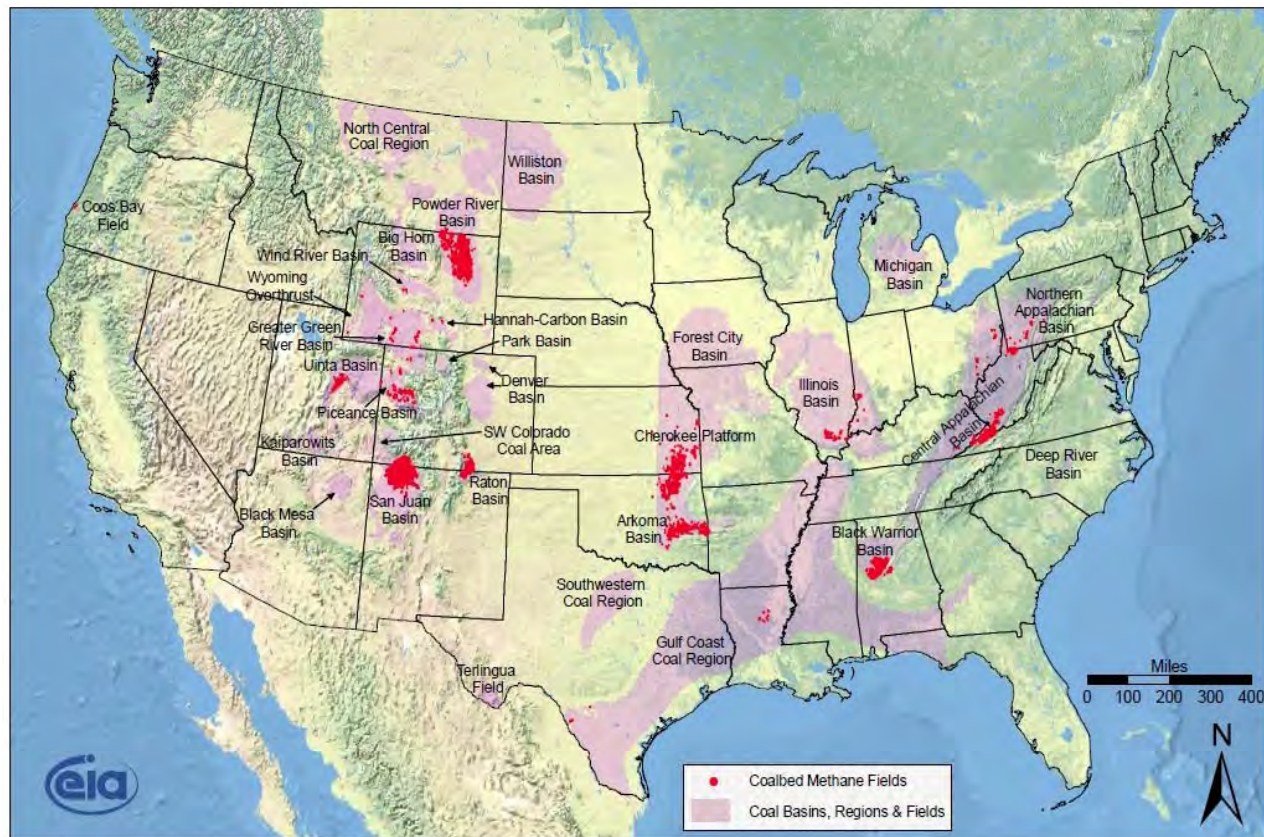 North Central
Coal Region
Williston
Basin
Powder River
Basin
Coos Bay
Field
Big Horn
Basin
Wind River Basin
Wyoming
Overthrust
Greater Green
River Basin
Hannah-Carbon Basin
Park Basin
Uinta Basin
Denver
Basin
Piceance Basin
SW Colorado
Coal Area
Kaiparowits
Basin
Black Mesa
Basin
San Juan
Basin
Raton
Basin
Michigan
Basin
Forest City
Basin
Illinois
Basin
Northern
Appalachian
Basin
Central Appalachian
Basin
Cherokee Platform
Deep River
Basin
Arkoma
Basin
Black Warrior
Basin
Southwestern
Coal Region
Gulf Coast
Coal Region
Terlingua
Field
Miles
0 100 200 300 400
N
eia
Coalbed Methane Fields
Coal Basins, Regions & Fields